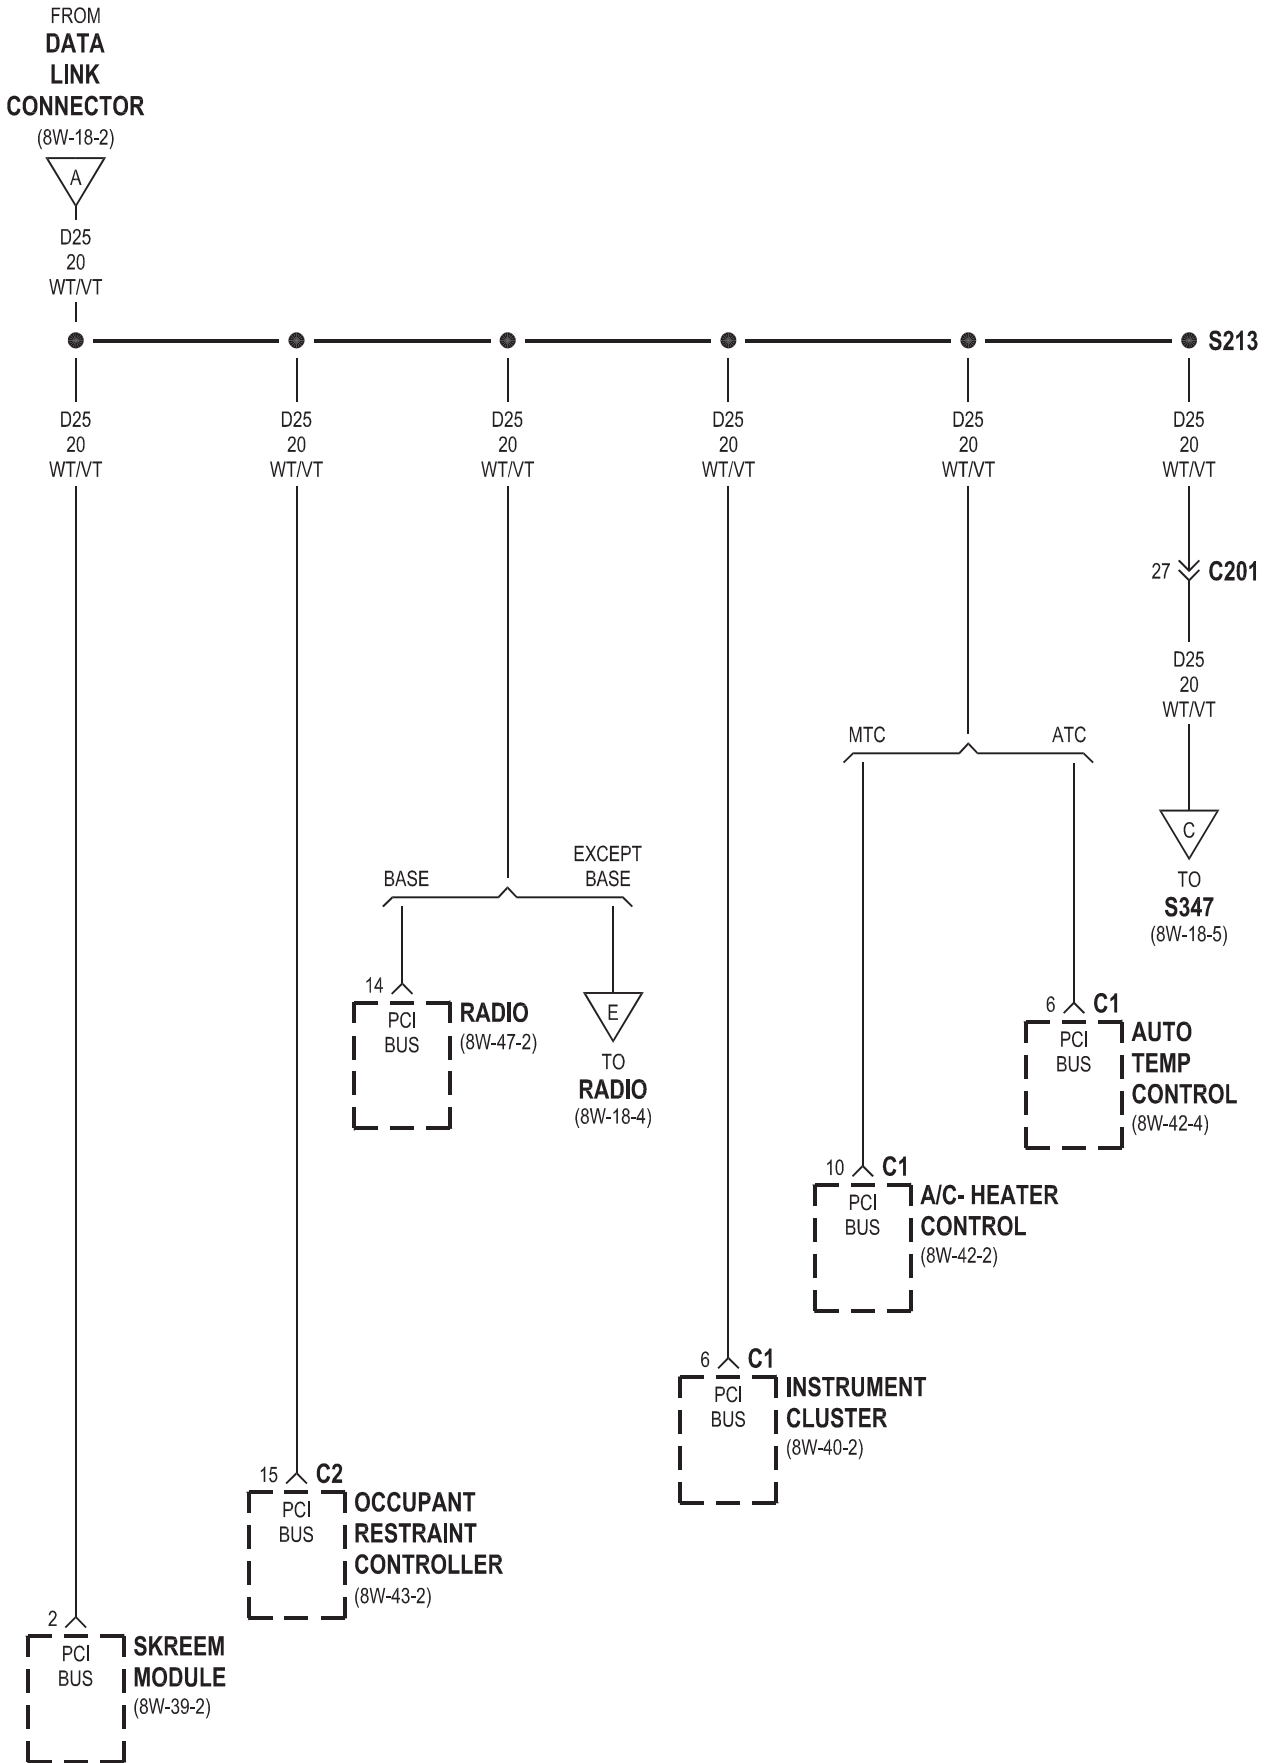 FROM
DATA
LINK
CONNECTOR
(8W-18-2)
A
D25
20
WT/VT
S213
D25
20
WT/VT
D25
20
WT/VT
D25
20
WT/VT
D25
20
WT/VT
D25
20
WT/VT
D25
20
WT/VT
27
C201
D25
20
WT/VT
MTC
ATC
C
TO
S347
(8W-18-5)
BASE
EXCEPT
BASE
14
PCI
BUS
RADIO
(8W-47-2)
E
TO
RADIO
(8W-18-4)
6
C1
PCI
BUS
AUTO
TEMP
CONTROL
(8W-42-4)
10
C1
PCI
BUS
A/C- HEATER
CONTROL
(8W-42-2)
6
C1
PCI
BUS
INSTRUMENT
CLUSTER
(8W-40-2)
15
C2
PCI
BUS
OCCUPANT
RESTRAINT
CONTROLLER
(8W-43-2)
2
PCI
BUS
SKREEM
MODULE
(8W-39-2)